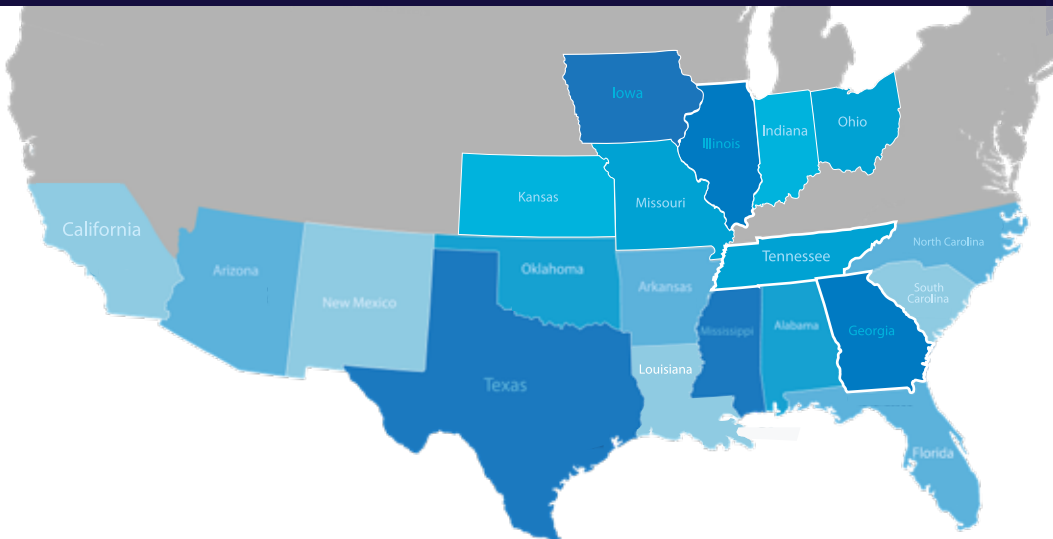 Iowa
Illinois
Indiana
Ohio
Kansas
Missouri
California
Tennessee
North Carolina
Arizona
Oklahoma
Arkansas
New Mexico
South
Carolina
Mississippi
Alabama
Georgia
Louisiana
Texas
Florida